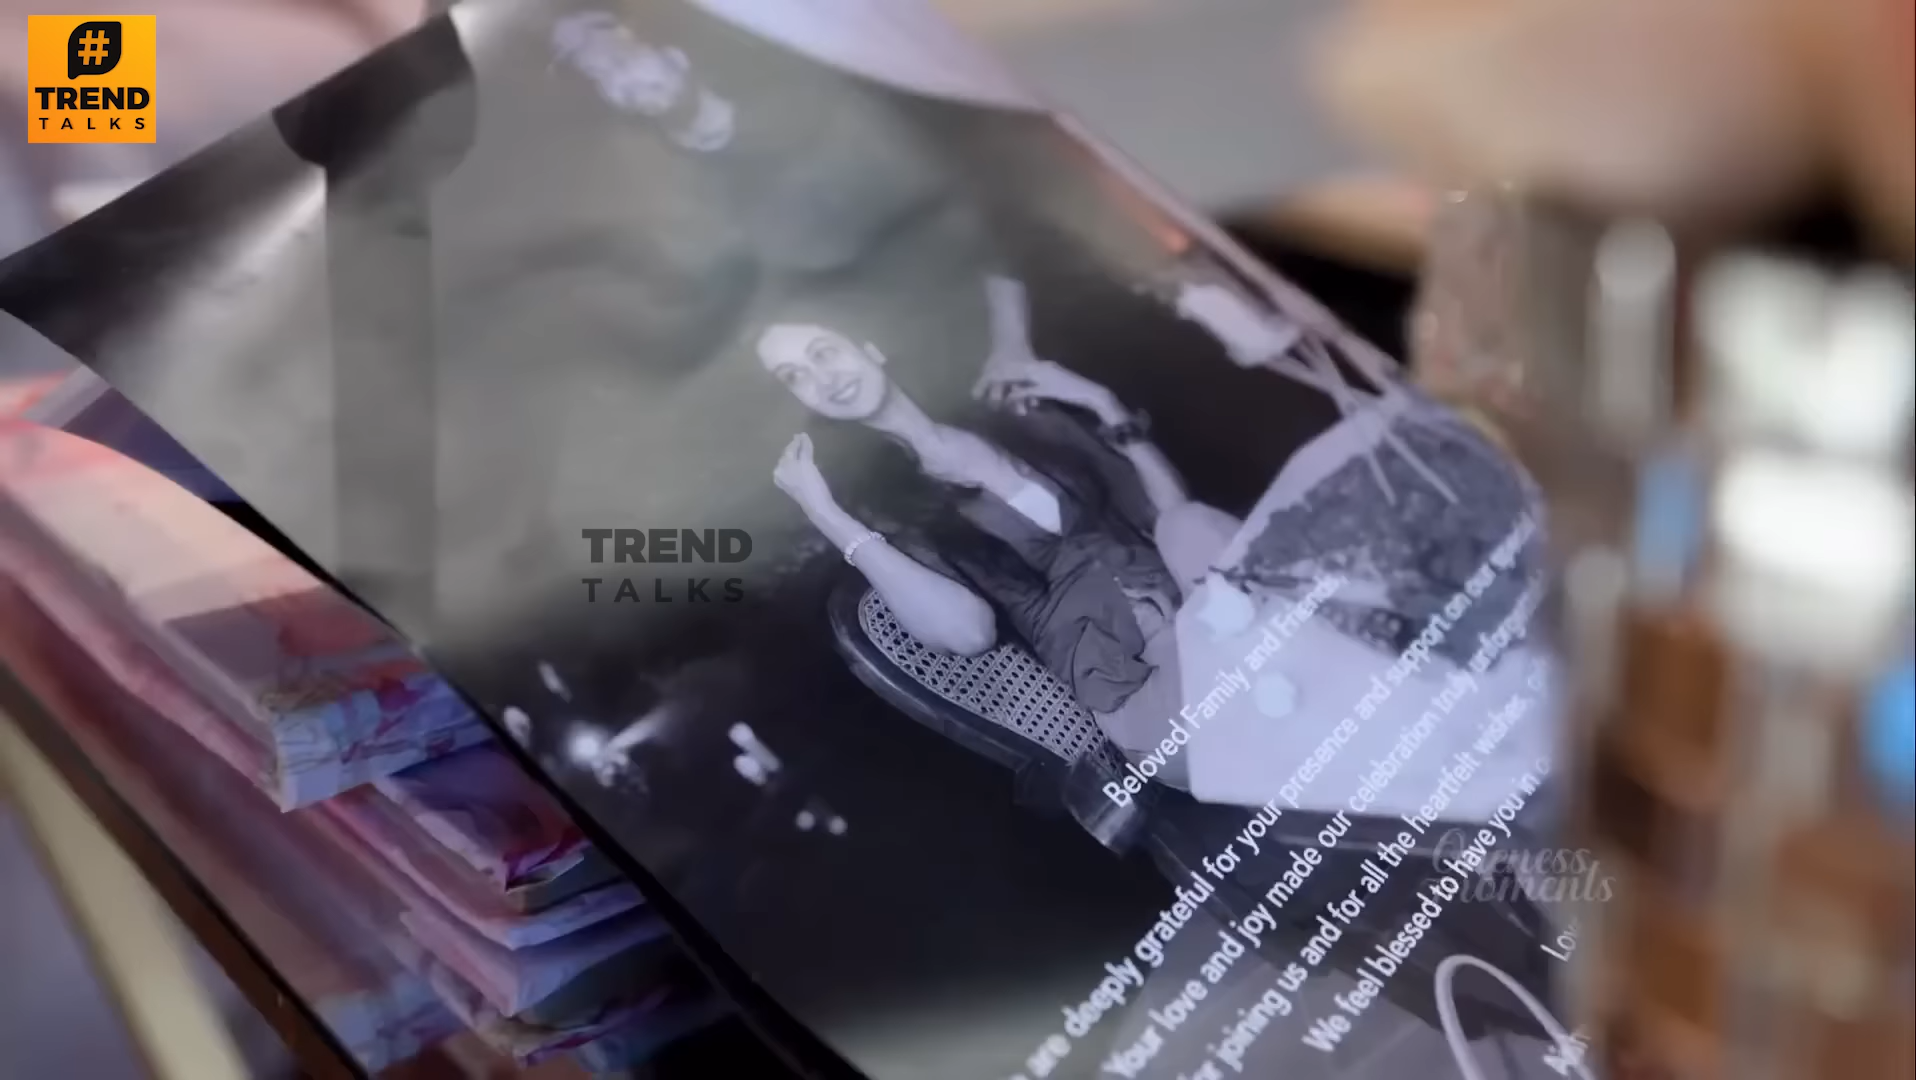 #
TREND
TALKS
TREND
TALKS
Beloved Family and Friends,
are deeply grateful for your presence and support on our
Your love and joy made our celebration truly
joining us and for all the heartfelt wishes,
We feel blessed to have you in
Oneness
moments